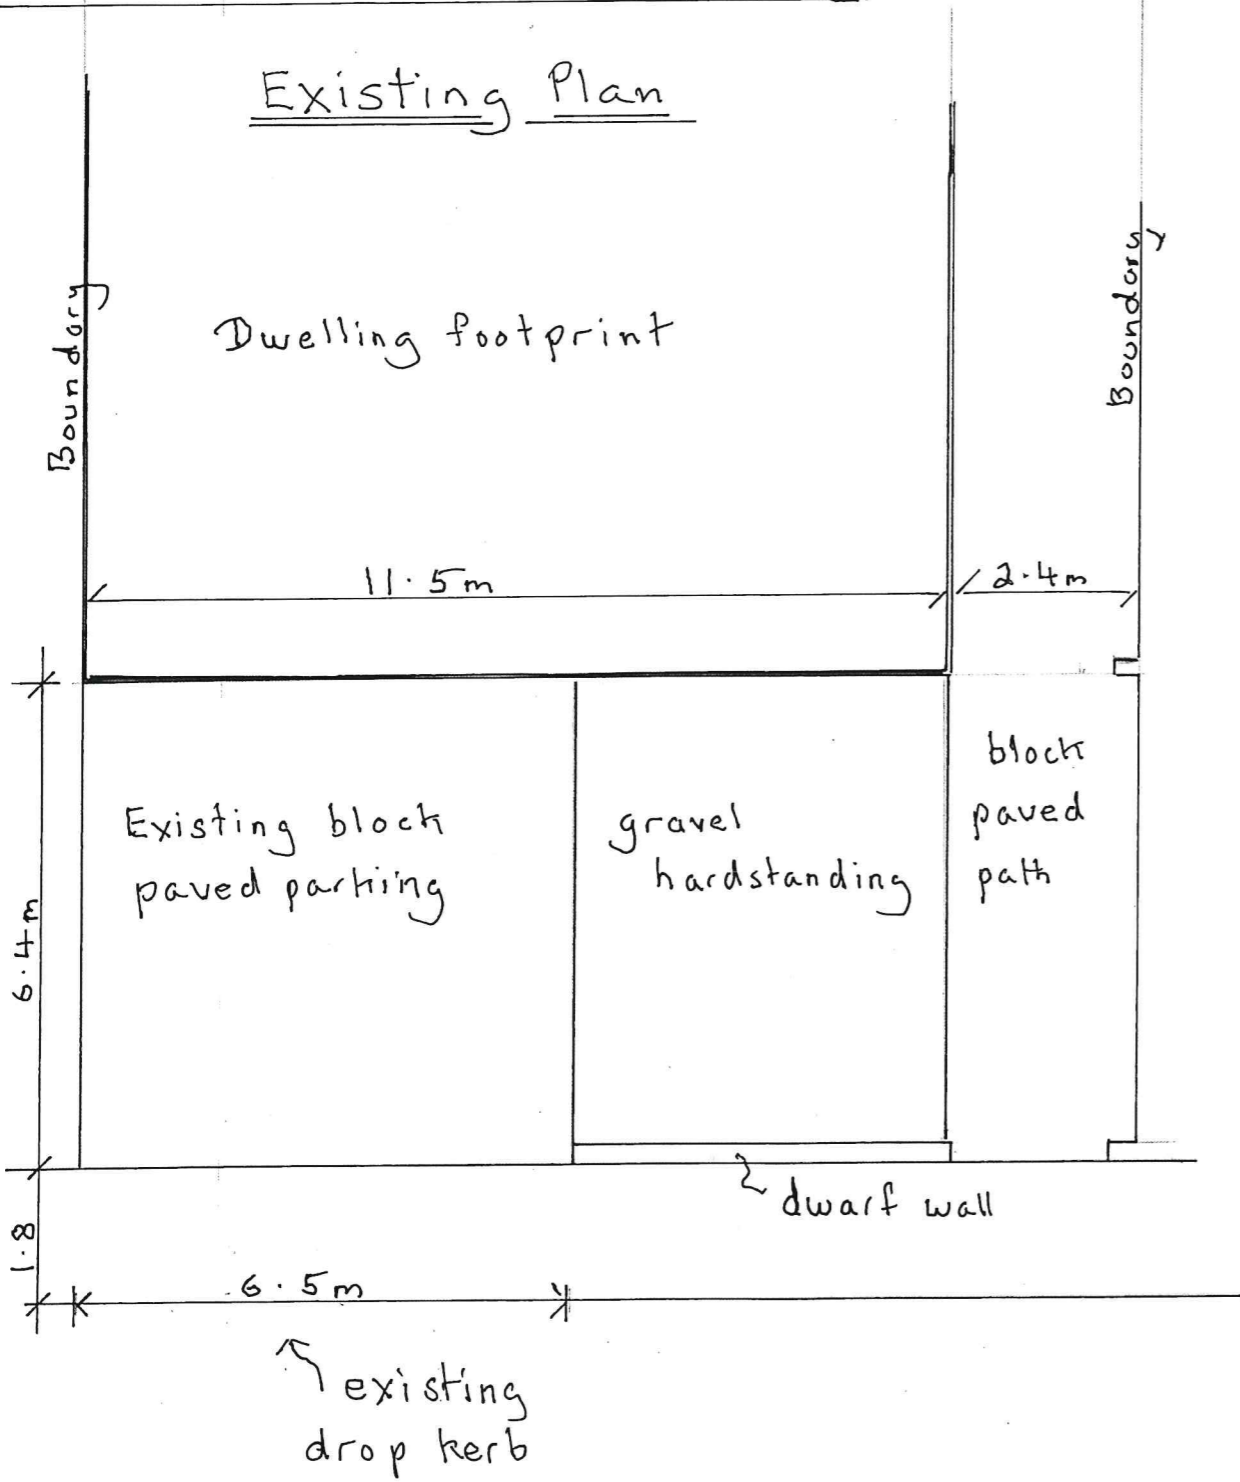 Existing Plan
Boundary
Dwelling footprint
Boundary
11.5m
2.4m
Existing block
paved parking
gravel
hardstanding
block
paved
path
6.4m
dwarf wall
1.8
6.5m
existing
drop kerb